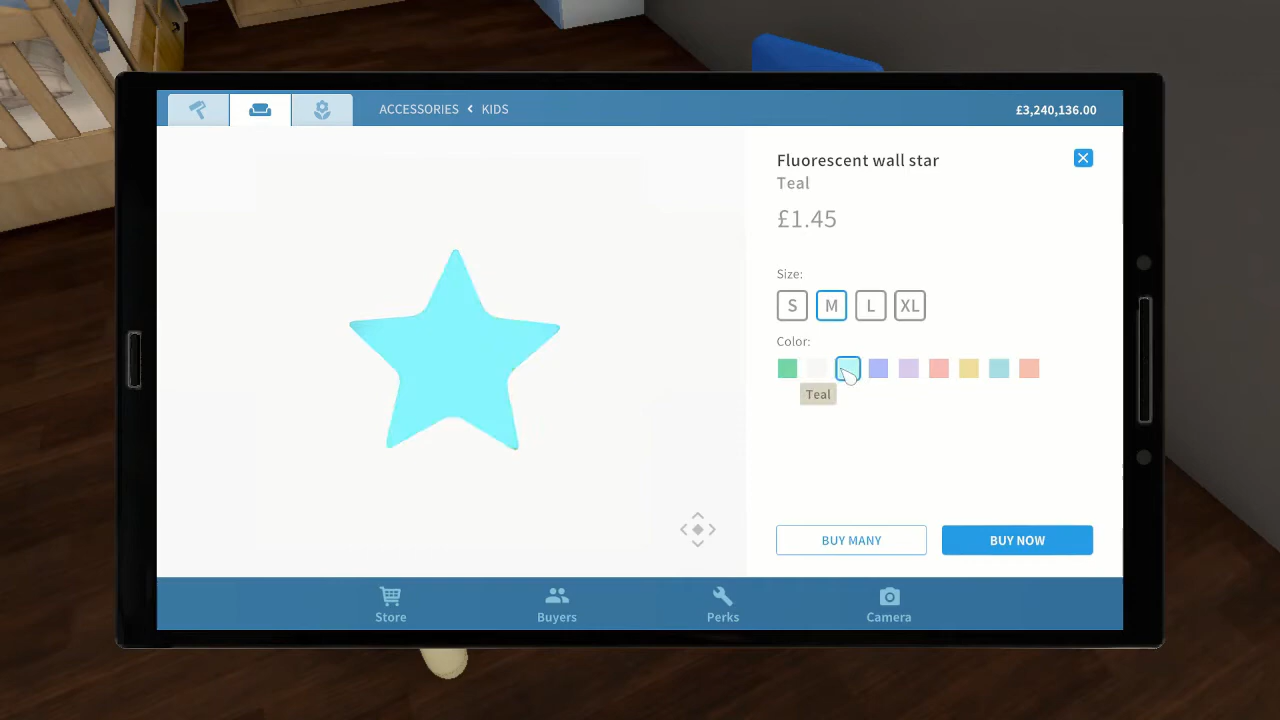 ACCESSORIES < KIDS
£3,240,136.00
Fluorescent wall star
Teal
£1.45
Size:
S M L XL
Color:
Teal
BUY MANY
BUY NOW
Store
Buyers
Perks
Camera